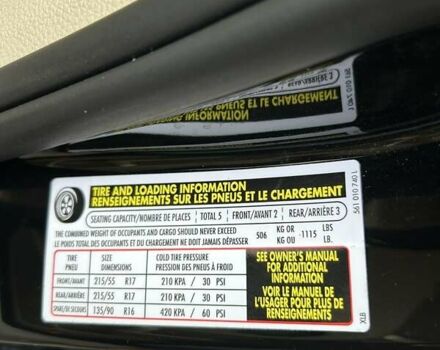 TIRE AND LOADING INFORMATION
RENSEIGNEMENTS SUR LES PNEUS ET LE CHARGEMENT
SEATING CAPACITY/NOMBRE DE PLACES TOTAL 5 FRONT/AVANT 2 REAR/ARRIÈRE 3
THE COMBINED WEIGHT OF OCCUPANTS AND CARGO SHOULD NEVER EXCEED 506 KG OR -1115 LBS
LE POIDS TOTAL DES OCCUPANTS ET DU CHARGEMENT NE DOIT JAMAIS DÉPASSER KG OU LB.
TIRE SIZE COLD TIRE PRESSURE
PNEU DIMENSIONS PRESSION DES PNEUS À FROID
FRONT/AVANT 215/55 R17 210 KPA / 30 PSI
REAR/ARRIÈRE 215/55 R17 210 KPA / 30 PSI
SPARE/DE SECOURS 135/90 R16 420 KPA / 60 PSI
SEE OWNER'S MANUAL
FOR ADDITIONAL
INFORMATION
VOIR LE MANUEL DE
L'USAGER POUR PLUS DE
RENSEIGNEMENTS
561 010 740 L
XLB